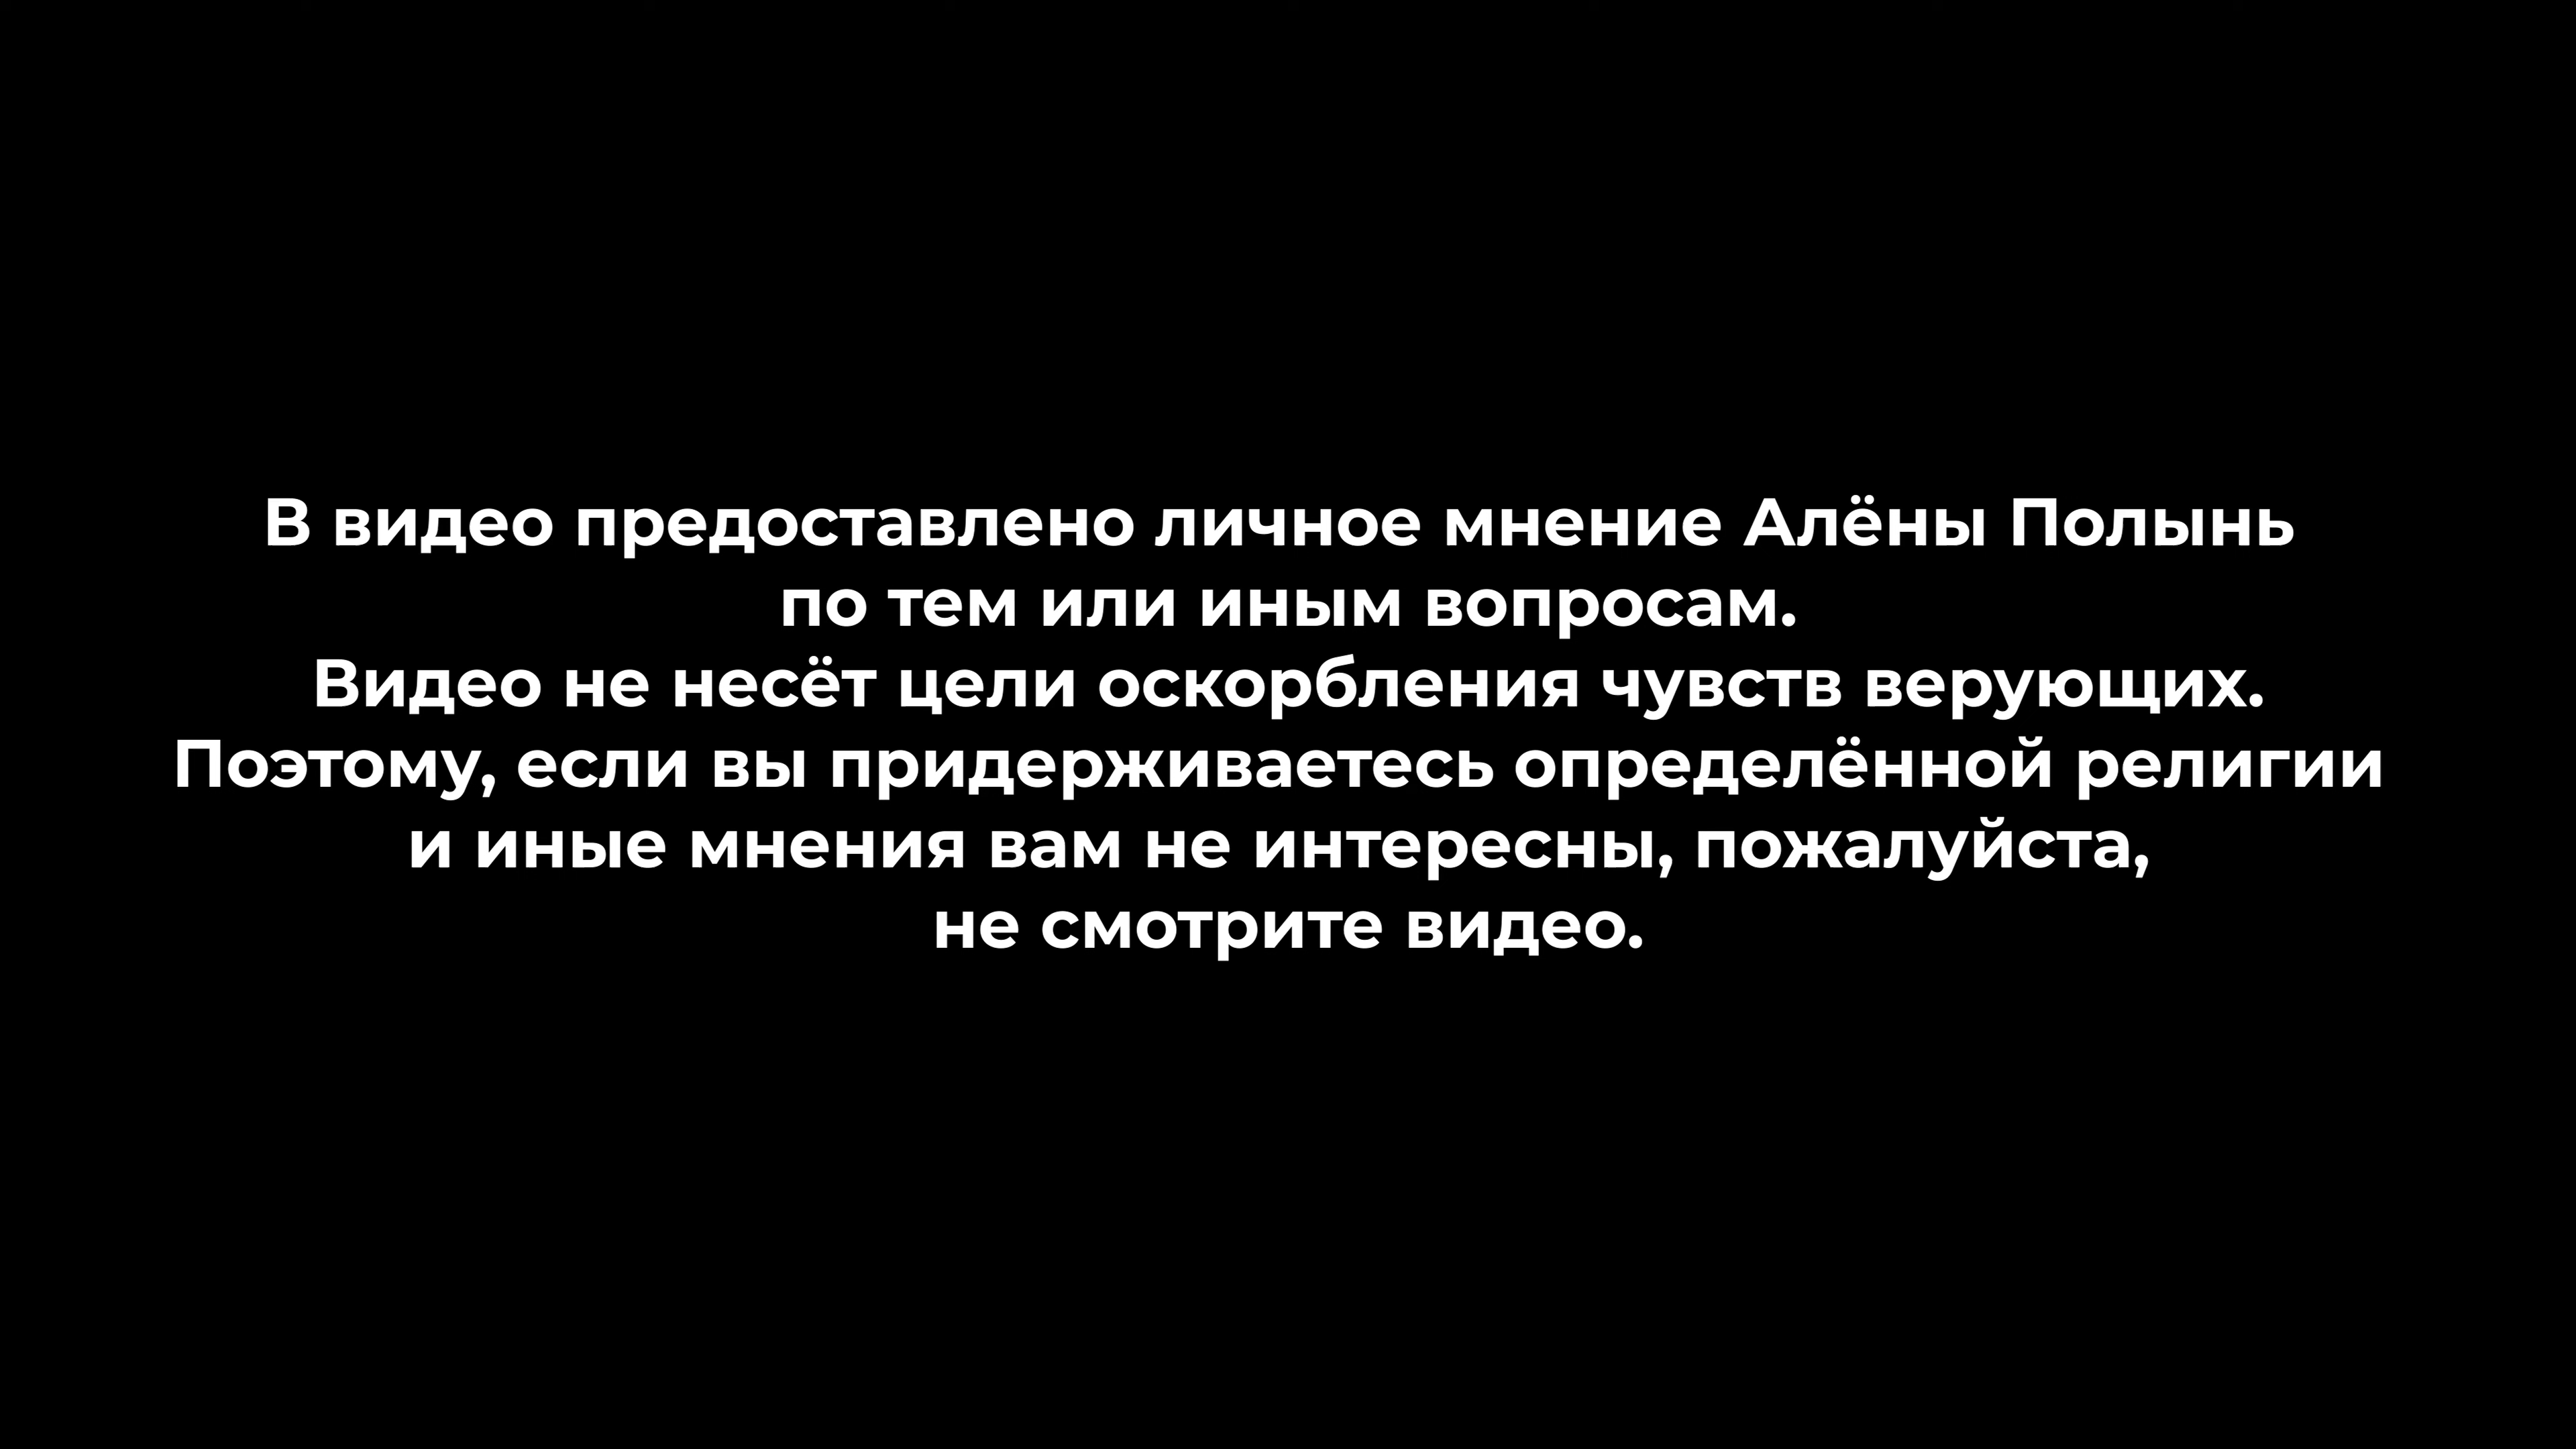 В видео предоставлено личное мнение Алёны Полынь
по тем или иным вопросам.
Видео не несёт цели оскорбления чувств верующих.
Поэтому, если вы придерживаетесь определённой религии
и иные мнения вам не интересны, пожалуйста,
не смотрите видео.